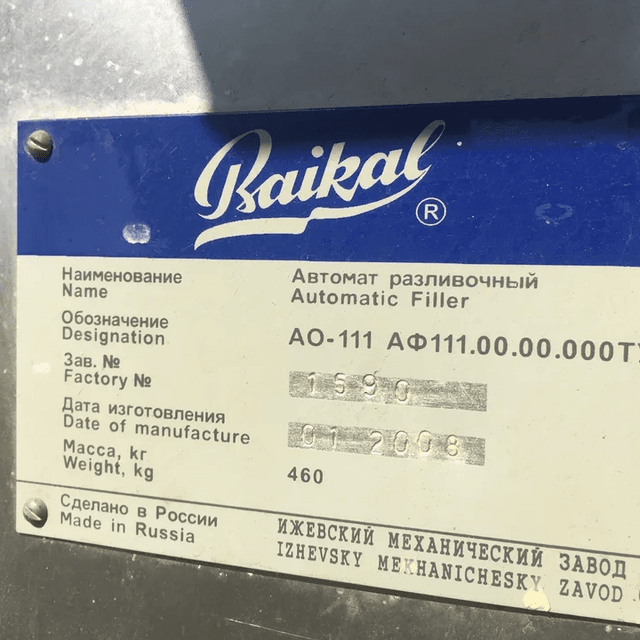 Baikal ®
Наименование Автомат разливочный
Name Automatic Filler
Обозначение
Designation АО-111 АФ111.00.00.000ТУ
Зав. №
Factory № 1590
Дата изготовления
Date of manufacture 01 2008
Масса, кг
Weight, kg 460
Сделано в России ИЖЕВСКИЙ МЕХАНИЧЕСКИЙ ЗАВОД
Made in Russia IZHEVSKY MEKHANICHESKY ZAVOD